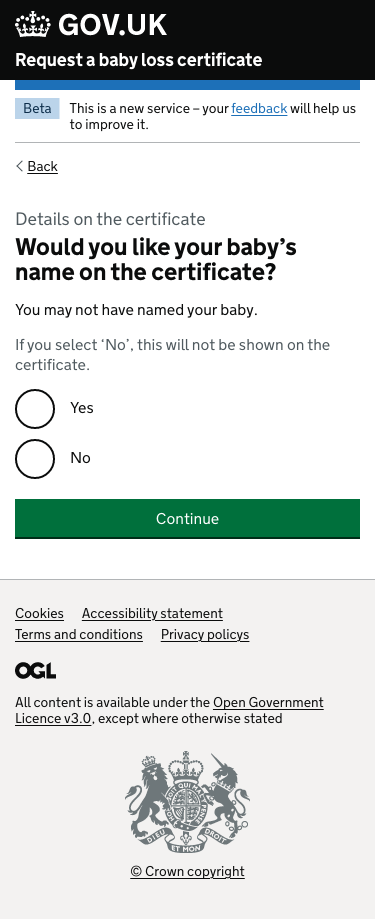 GOV.UK
Request a baby loss certificate
Beta
This is a new service – your feedback will help us
to improve it.
Back
Details on the certificate
Would you like your baby’s
name on the certificate?
You may not have named your baby.
If you select ‘No’, this will not be shown on the
certificate.
Yes
No
Continue
Cookies Accessibility statement
Terms and conditions Privacy policys
OGL
All content is available under the Open Government
Licence v3.0, except where otherwise stated
DIEU ET MON DROIT
© Crown copyright